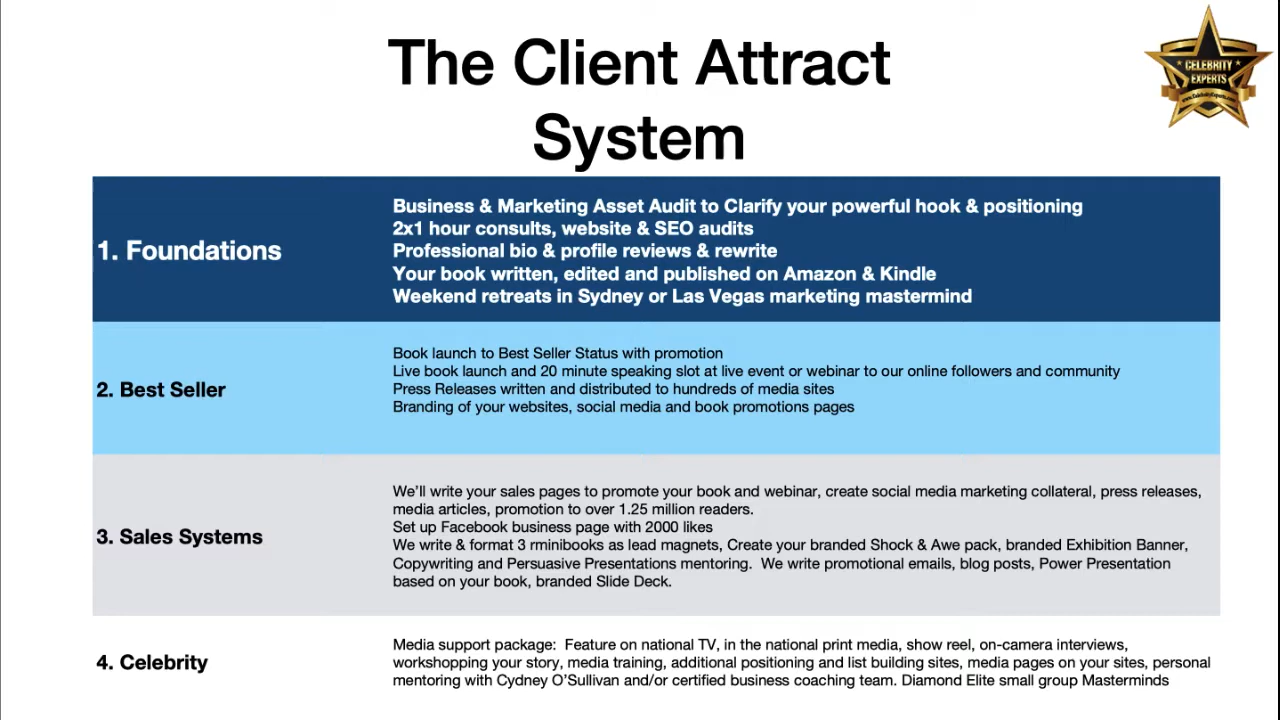 The Client Attract
System
CELEBRITY
EXPERTS
1. Foundations
Business & Marketing Asset Audit to Clarify your powerful hook & positioning
2x1 hour consults, website & SEO audits
Professional bio & profile reviews & rewrite
Your book written, edited and published on Amazon & Kindle
Weekend retreats in Sydney or Las Vegas marketing mastermind
2. Best Seller
Book launch to Best Seller Status with promotion
Live book launch and 20 minute speaking slot at live event or webinar to our online followers and community
Press Releases written and distributed to hundreds of media sites
Branding of your websites, social media and book promotions pages
3. Sales Systems
We’ll write your sales pages to promote your book and webinar, create social media marketing collateral, press releases,
media articles, promotion to over 1.25 million readers.
Set up Facebook business page with 2000 likes
We write & format 3 rminibooks as lead magnets, Create your branded Shock & Awe pack, branded Exhibition Banner,
Copywriting and Persuasive Presentations mentoring.  We write promotional emails, blog posts, Power Presentation
based on your book, branded Slide Deck.
4. Celebrity
Media support package:  Feature on national TV, in the national print media, show reel, on-camera interviews,
workshopping your story, media training, additional positioning and list building sites, media pages on your sites, personal
mentoring with Cydney O’Sullivan and/or certified business coaching team. Diamond Elite small group Masterminds